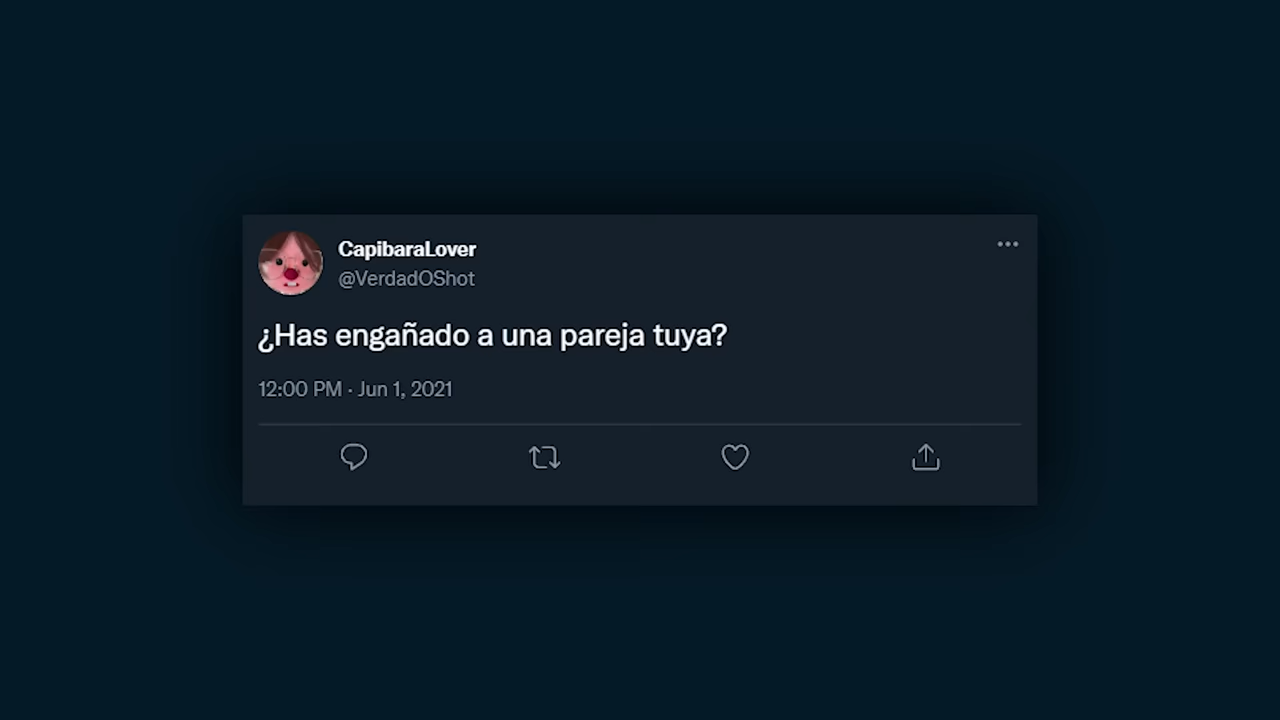 CapibaraLover
@VerdadOShot
¿Has engañado a una pareja tuya?
12:00 PM · Jun 1, 2021